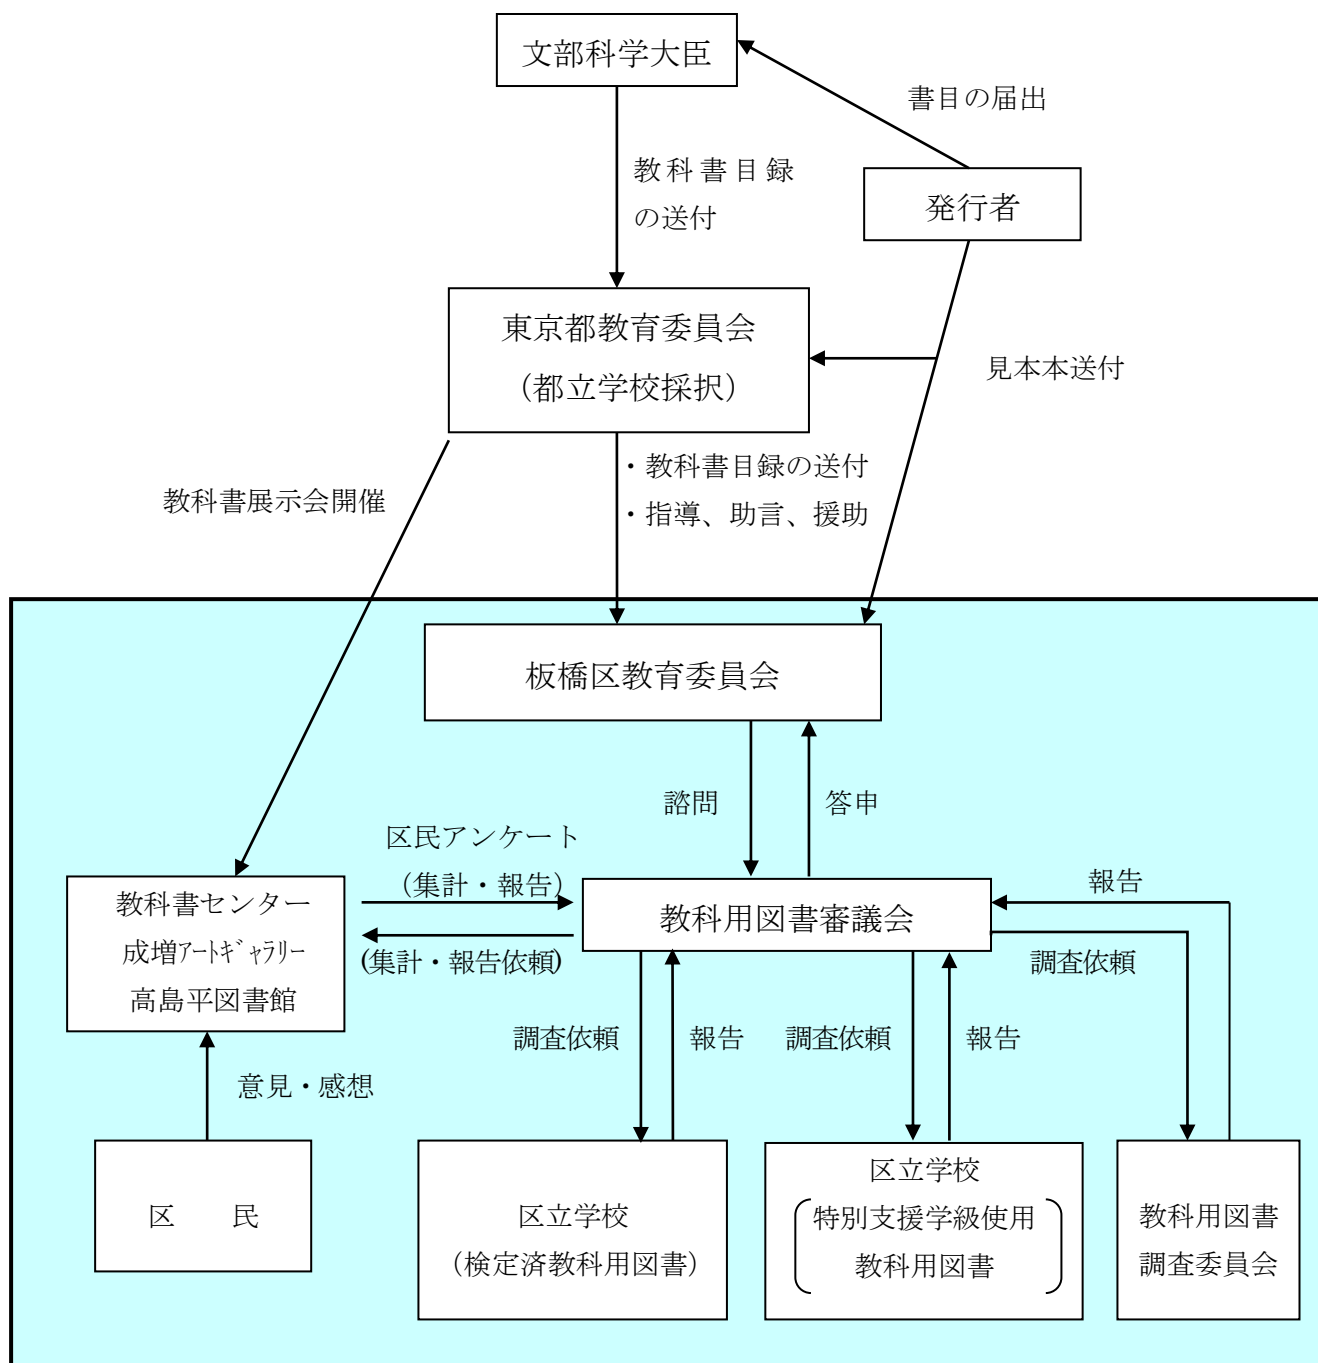 文部科学大臣
書目の届出
教科書目録
の送付
発行者
東京都教育委員会
（都立学校採択）
見本本送付
・教科書目録の送付
・指導、助言、援助
教科書展示会開催
板橋区教育委員会
諮問
答申
区民アンケート
（集計・報告）
(集計・報告依頼)
教科書センター
成増ｱｰﾄｷﾞｬﾗﾘｰ
高島平図書館
教科用図書審議会
報告
調査依頼
調査依頼
報告
調査依頼
報告
意見・感想
区　　民
区立学校
（検定済教科用図書）
区立学校
特別支援学級使用
教科用図書
教科用図書
調査委員会